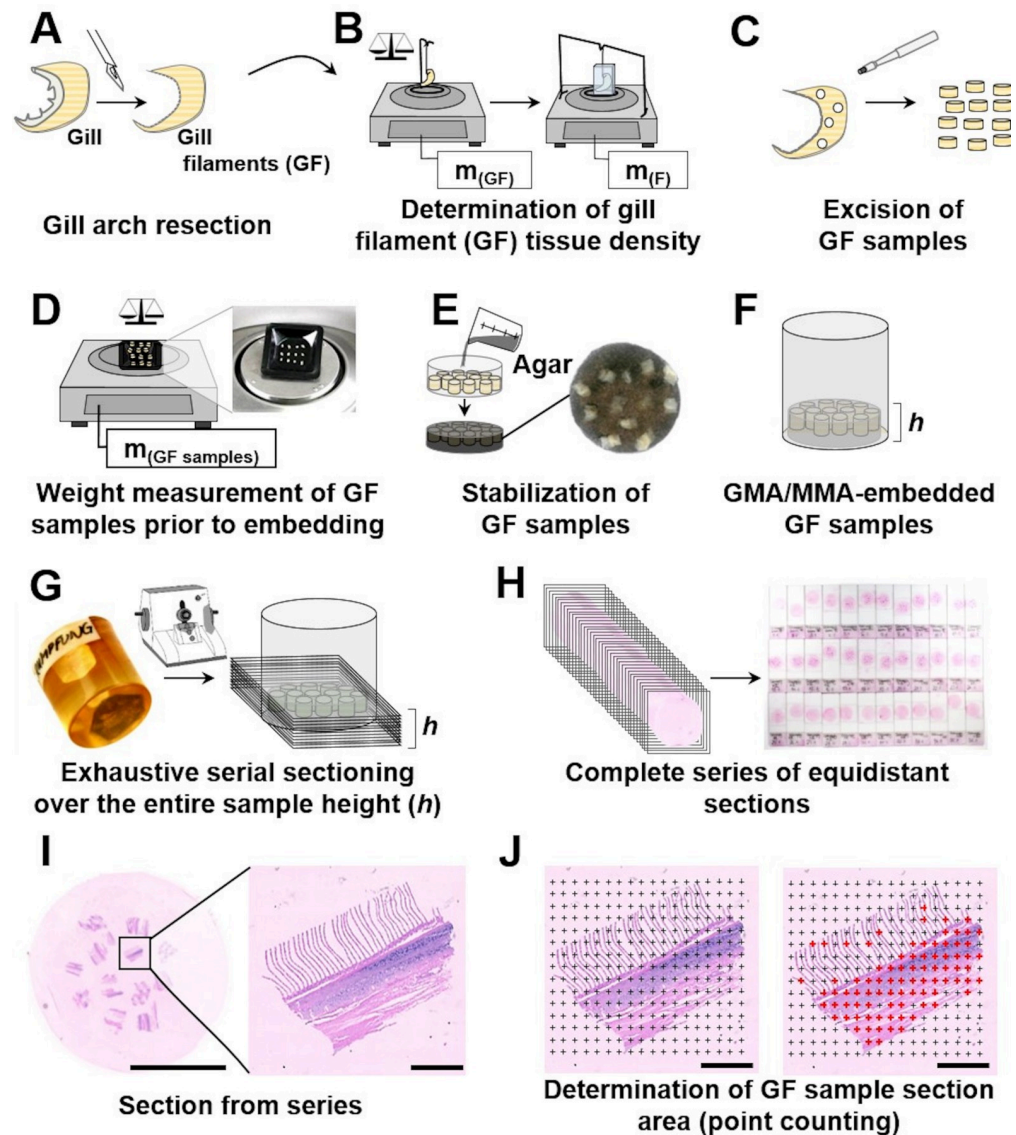 A
B
C
Gill
Gill
filaments (GF)
m(GF)
m(F)
Gill arch resection
Determination of gill
filament (GF) tissue density
Excision of
GF samples
D
E
F
Agar
h
m(GF samples)
Weight measurement of GF
samples prior to embedding
Stabilization of
GF samples
GMA/MMA-embedded
GF samples
G
H
h
Exhaustive serial sectioning
over the entire sample height (h)
Complete series of equidistant
sections
I
J
Section from series
Determination of GF sample section
area (point counting)